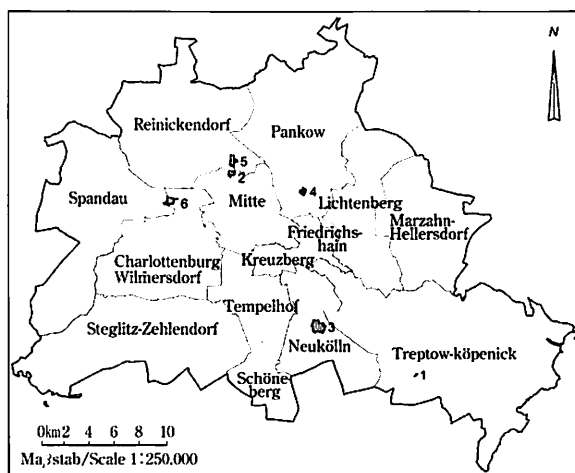 N
Reinickendorf
Pankow
5
2
4
Spandau
6
Mitte
Lichtenberg
Marzahn-
Hellersdorf
Friedrichs-
hain
Charlottenburg
Wilmersdorf
Kreuzberg
Tempelhof
Steglitz-Zehlendorf
3
Neukölln
Treptow-köpenick
1
Schöne-
berg
0km2 4 6 8 10
Maβstab/Scale 1:250.000